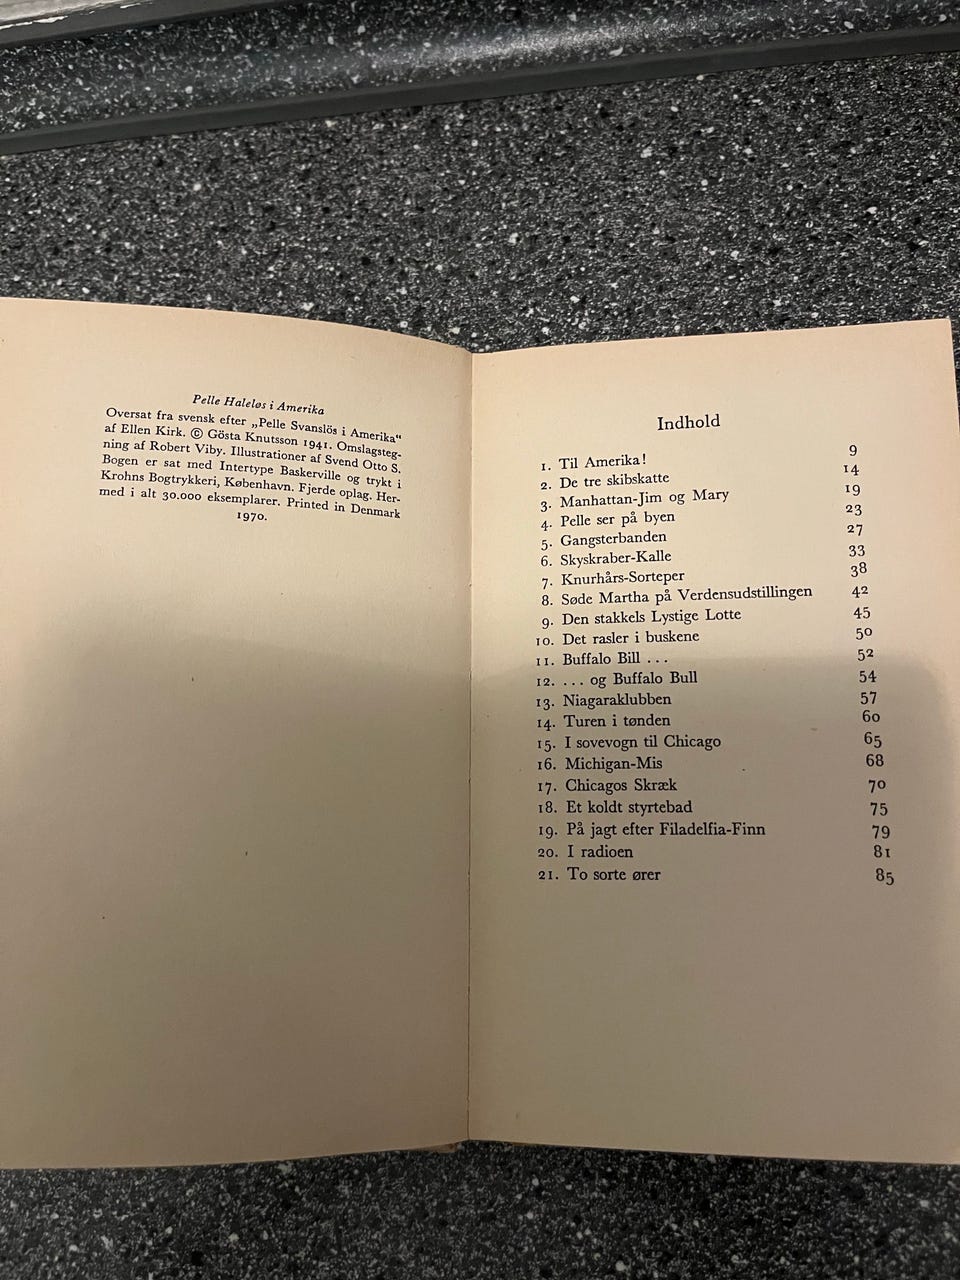 Pelle Haleløs i Amerika
Oversat fra svensk efter „Pelle Svanslös i Amerika“
af Ellen Kirk. © Gösta Knutsson 1941. Omslagsteg-
ning af Robert Viby. Illustrationer af Svend Otto S.
Bogen er sat med Intertype Baskerville og trykt i
Krohns Bogtrykkeri, København. Fjerde oplag. Her-
med i alt 30.000 eksemplarer. Printed in Denmark
1970.
Indhold
1. Til Amerika! 9
2. De tre skibskatte 14
3. Manhattan-Jim og Mary 19
4. Pelle ser på byen 23
5. Gangsterbanden 27
6. Skyskraber-Kalle 33
7. Knurhårs-Sorteper 38
8. Søde Martha på Verdensudstillingen 42
9. Den stakkels Lystige Lotte 45
10. Det rasler i buskene 50
11. Buffalo Bill . . . 52
12. . . . og Buffalo Bull 54
13. Niagaraklubben 57
14. Turen i tønden 60
15. I sovevogn til Chicago 65
16. Michigan-Mis 68
17. Chicagos Skræk 70
18. Et koldt styrtebad 75
19. På jagt efter Filadelfia-Finn 79
20. I radioen 81
21. To sorte ører 85